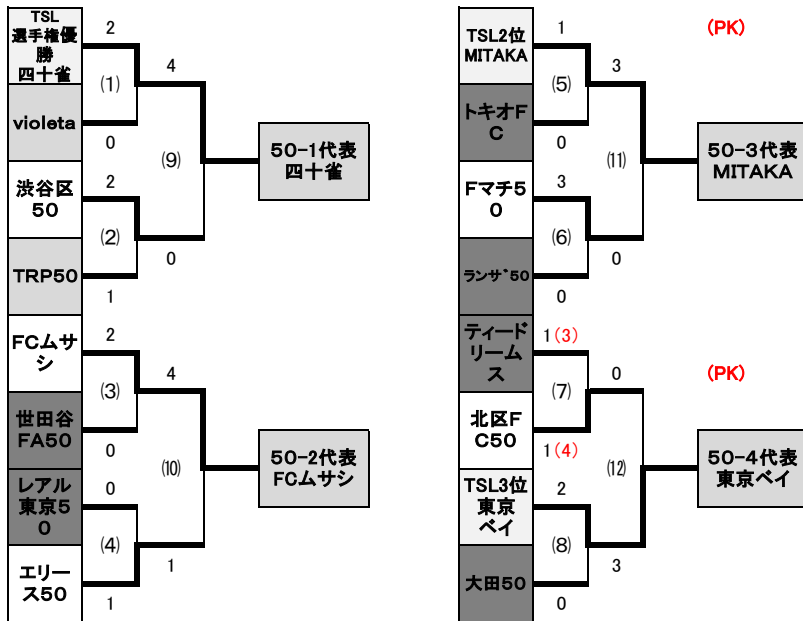 TSL
選手権優
勝
四十雀
2
(1)
4
violeta
0
(9)
50-1代表
四十雀
渋谷区
50
2
(2)
0
TRP50
1
FCムサ
シ
2
(3)
4
世田谷
FA50
0
(10)
50-2代表
FCムサシ
レアル
東京5
0
0
(4)
1
エリー
ス50
1
TSL2位
MITAKA
1
(PK)
(5)
3
トキオF
C
0
(11)
50-3代表
MITAKA
Fマチ5
0
3
(6)
0
ランザ50
0
ティード
リーム
ス
1(3)
(7)
0
(PK)
北区F
C50
1(4)
(12)
50-4代表
東京ベイ
TSL3位
東京
ベイ
2
(8)
3
大田50
0